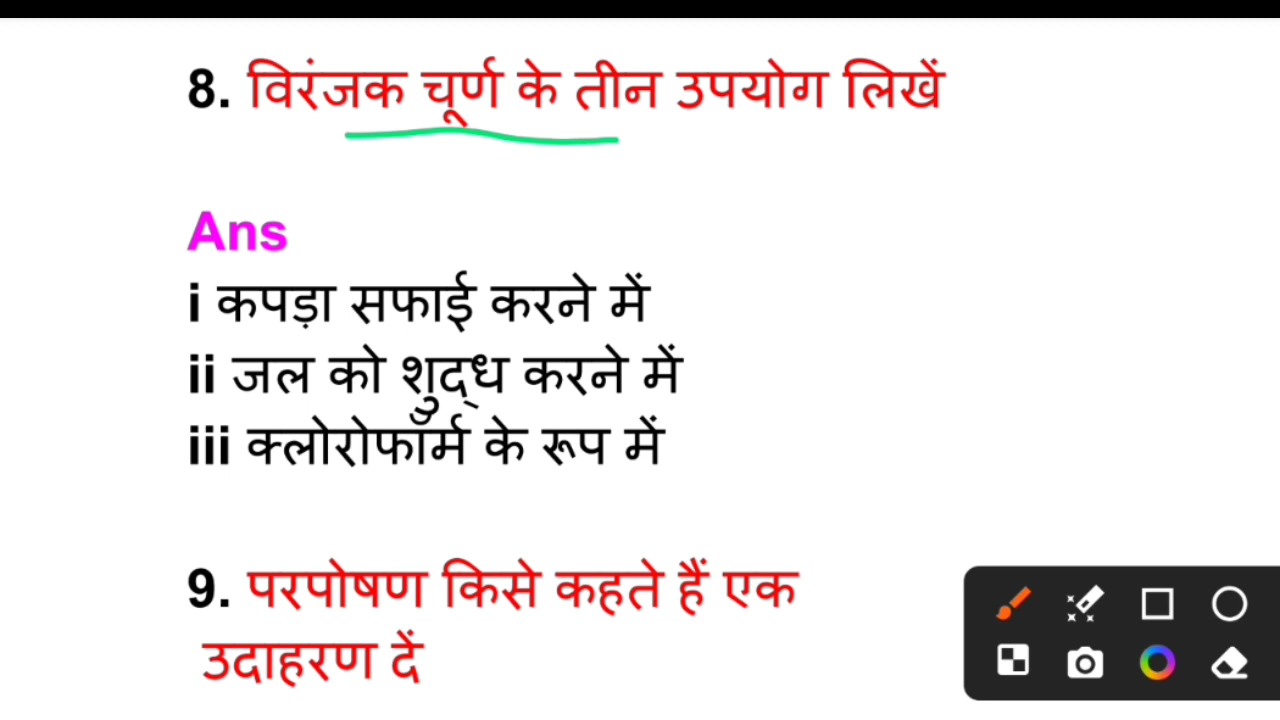 8. विरंजक चूर्ण के तीन उपयोग लिखें
Ans
i कपड़ा सफाई करने में
ii जल को शुद्ध करने में
iii क्लोरोफॉर्म के रूप में
9. परपोषण किसे कहते हैं एक
उदाहरण दें